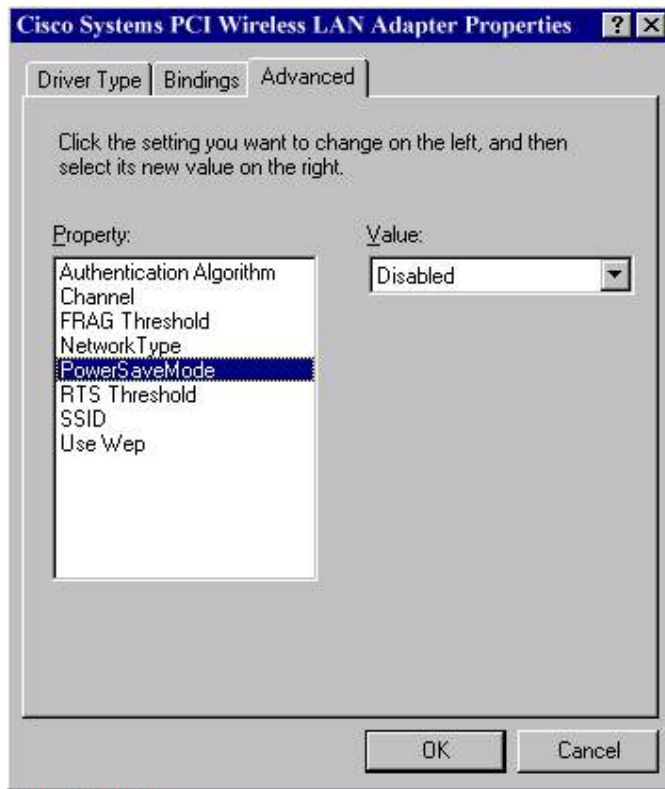 Cisco Systems PCI Wireless LAN Adapter Properties
Driver Type Bindings Advanced
Click the setting you want to change on the left, and then
select its new value on the right.
Property:
Authentication Algorithm
Channel
FRAG Threshold
NetworkType
PowerSaveMode
RTS Threshold
SSID
Use Wep
Value:
Disabled
OK Cancel